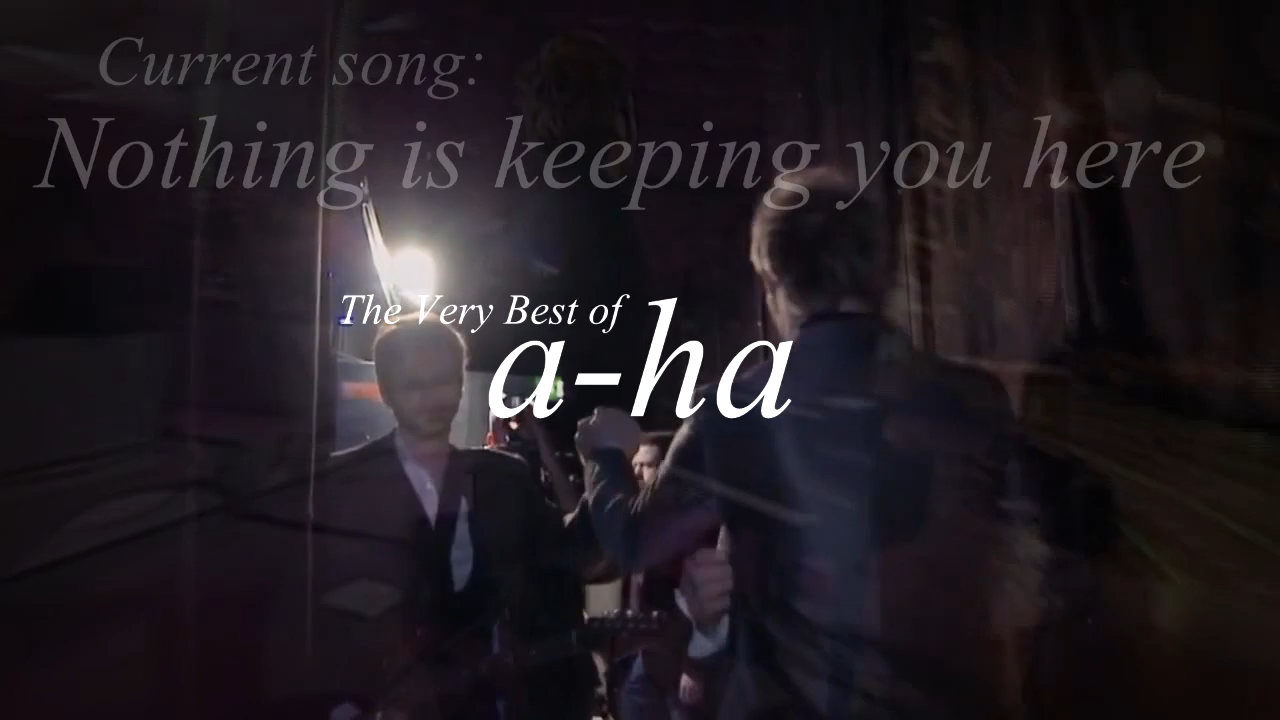 Current song:
Nothing is keeping you here
The Very Best of
a-ha